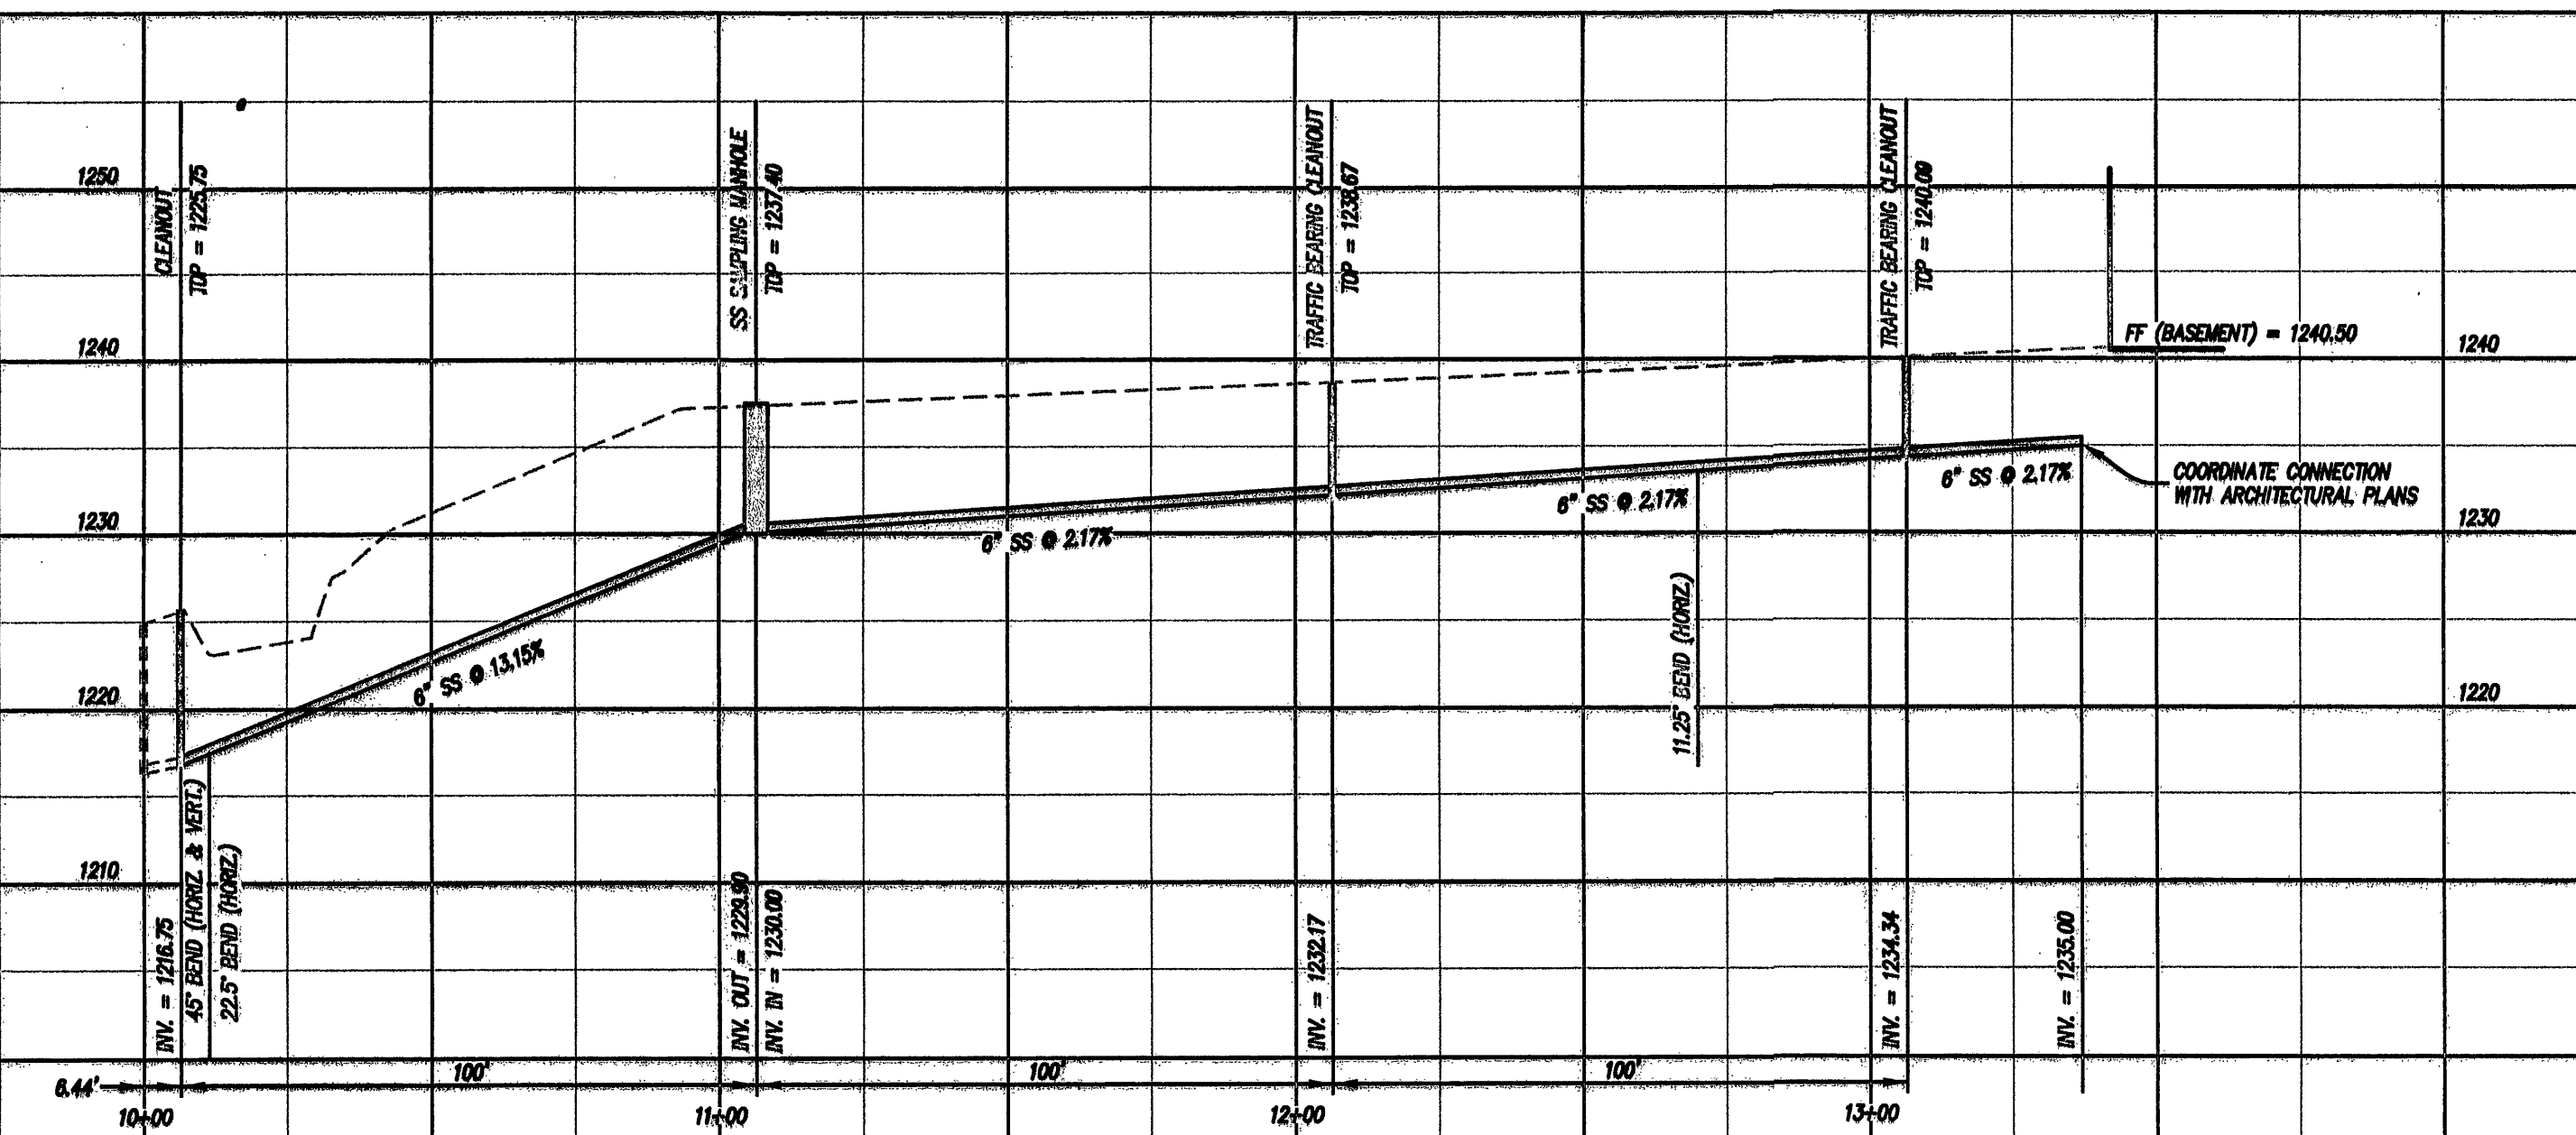 CLEANOUT
TOP = 1225.75
SS SAMPLING MANHOLE
TOP = 1237.40
TRAFFIC BEARING CLEANOUT
TOP = 1238.67
TRAFFIC BEARING CLEANOUT
TOP = 1240.09
1250
1240
FF (BASEMENT) = 1240.50
1240
COORDINATE CONNECTION
WITH ARCHITECTURAL PLANS
6" SS @ 2.17%
6" SS @ 2.17%
6" SS @ 2.17%
1230
1230
11.25° BEND (HORIZ.)
6" SS @ 13.15%
1220
1220
1210
INV. = 1216.75
45° BEND (HORIZ. & VERT.)
22.5° BEND (HORIZ.)
INV. OUT = 1229.90
INV. IN = 1230.00
INV. = 1232.17
INV. = 1234.34
INV. = 1235.00
6.44'
100'
100'
100'
10+00
11+00
12+00
13+00